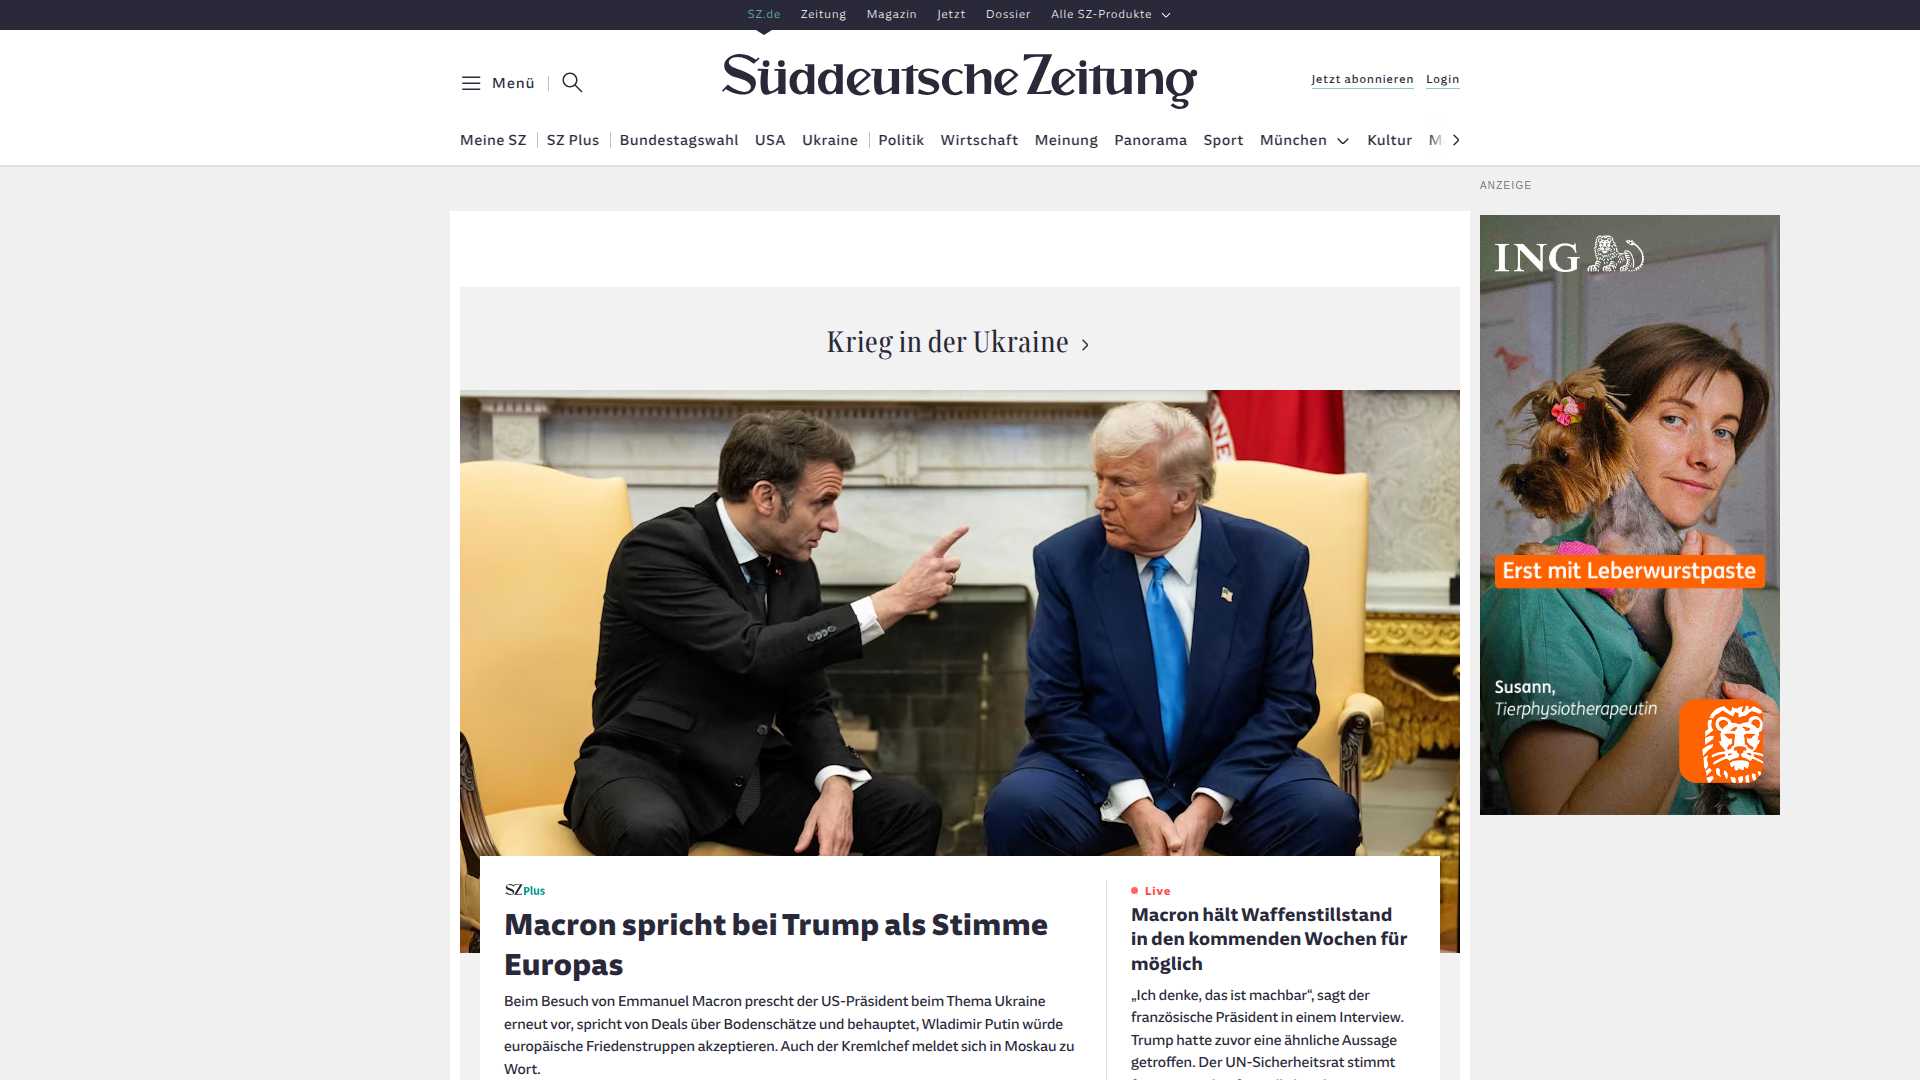 SZ.de Zeitung Magazin Jetzt Dossier Alle SZ-Produkte
Menü
Süddeutsche Zeitung
Jetzt abonnieren Login
Meine SZ SZ Plus Bundestagswahl USA Ukraine Politik Wirtschaft Meinung Panorama Sport München Kultur M
ANZEIGE
ING
Erst mit Leberwurstpaste
Susann,
Tierphysiotherapeutin
Krieg in der Ukraine
SZ Plus
Macron spricht bei Trump als Stimme
Europas
Beim Besuch von Emmanuel Macron prescht der US-Präsident beim Thema Ukraine
erneut vor, spricht von Deals über Bodenschätze und behauptet, Wladimir Putin würde
europäische Friedenstruppen akzeptieren. Auch der Kremlchef meldet sich in Moskau zu
Wort.
Live
Macron hält Waffenstillstand
in den kommenden Wochen für
möglich
„Ich denke, das ist machbar“, sagt der
französische Präsident in einem Interview.
Trump hatte zuvor eine ähnliche Aussage
getroffen. Der UN-Sicherheitsrat stimmt